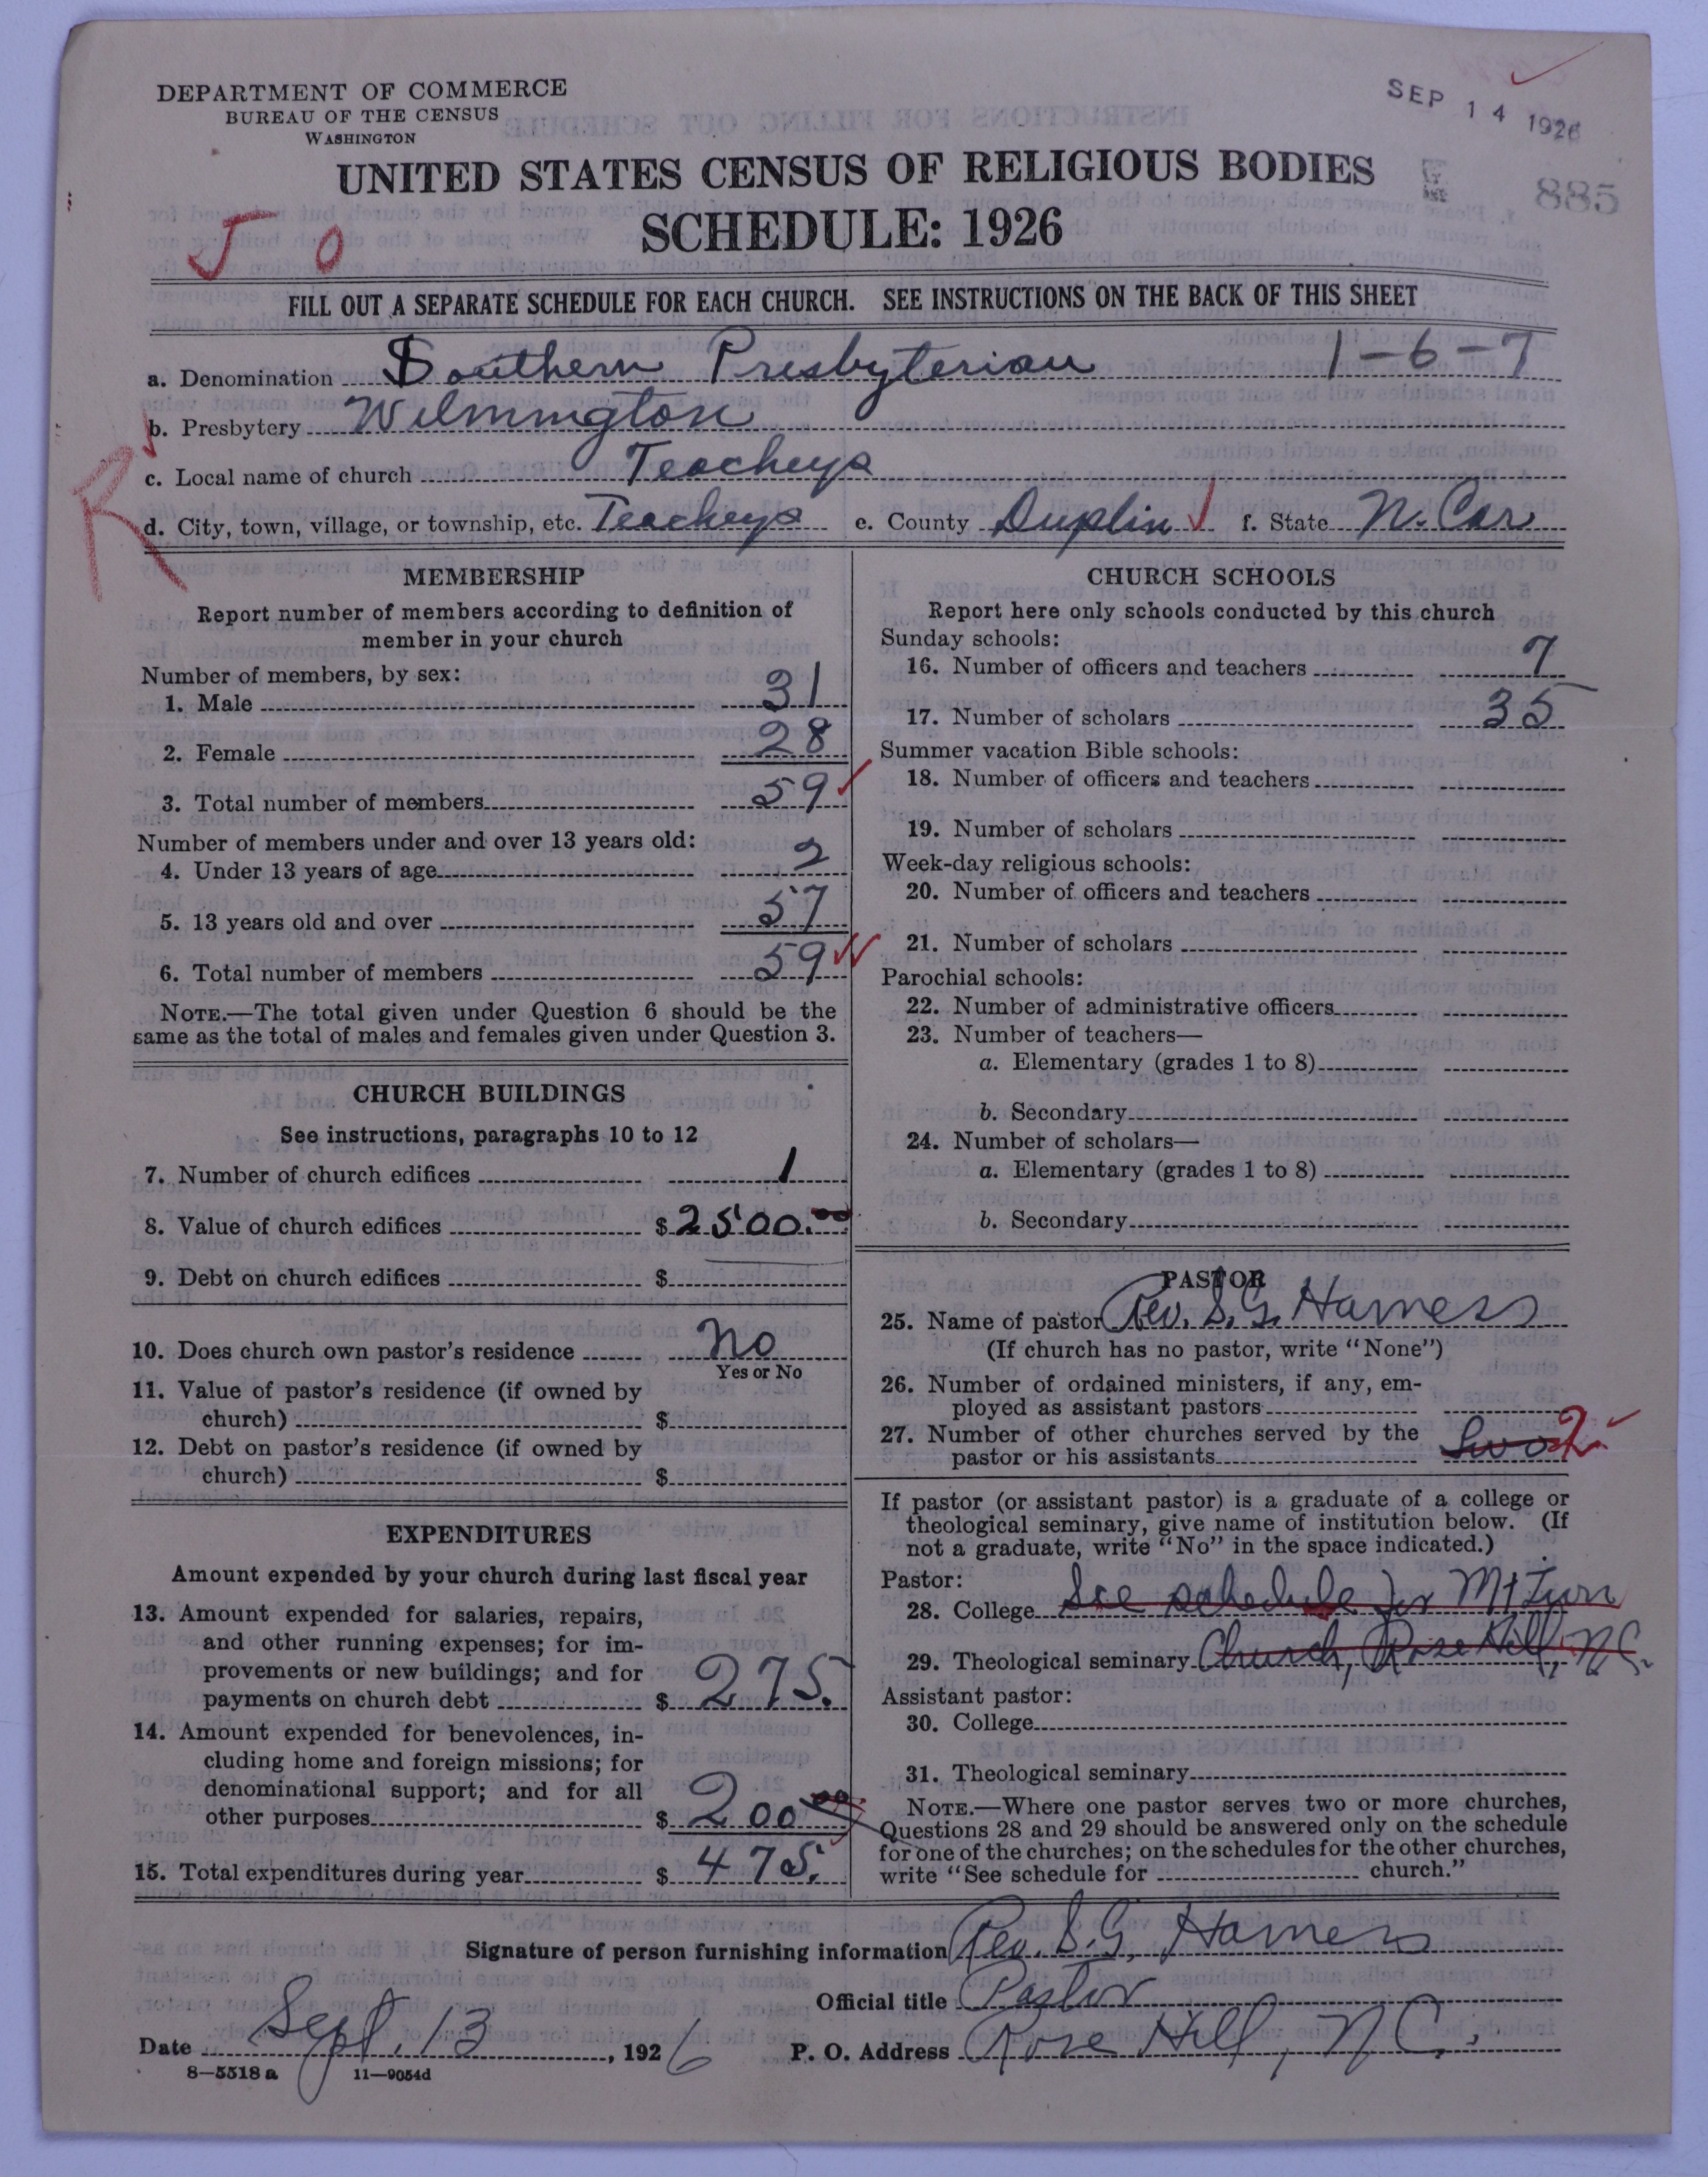 DEPARTMENT OF COMMERCE
BUREAU OF THE CENSUS
WASHINGTON
SEP 14 1926
885
UNITED STATES CENSUS OF RELIGIOUS BODIES
SCHEDULE: 1926
J O
FILL OUT A SEPARATE SCHEDULE FOR EACH CHURCH. SEE INSTRUCTIONS ON THE BACK OF THIS SHEET
a. Denomination Southern Presbyterian 1-6-7
b. Presbytery Wilmington
R
c. Local name of church Teacheys
d. City, town, village, or township, etc. Teacheys e. County Duplin f. State N. Car
MEMBERSHIP
Report number of members according to definition of
member in your church
Number of members, by sex:
1. Male 31
2. Female 28
3. Total number of members 59
Number of members under and over 13 years old:
4. Under 13 years of age 2
5. 13 years old and over 57
6. Total number of members 59
NOTE.—The total given under Question 6 should be the
same as the total of males and females given under Question 3.
CHURCH BUILDINGS
See instructions, paragraphs 10 to 12
7. Number of church edifices 1
8. Value of church edifices $ 2500.00
9. Debt on church edifices $
10. Does church own pastor's residence No
Yes or No
11. Value of pastor's residence (if owned by
church) $
12. Debt on pastor's residence (if owned by
church) $
EXPENDITURES
Amount expended by your church during last fiscal year
13. Amount expended for salaries, repairs,
and other running expenses; for im-
provements or new buildings; and for
payments on church debt $ 275.
14. Amount expended for benevolences, in-
cluding home and foreign missions; for
denominational support; and for all
other purposes $ 200 00
15. Total expenditures during year $ 475.
CHURCH SCHOOLS
Report here only schools conducted by this church
Sunday schools:
16. Number of officers and teachers 7
17. Number of scholars 35
Summer vacation Bible schools:
18. Number of officers and teachers
19. Number of scholars
Week-day religious schools:
20. Number of officers and teachers
21. Number of scholars
Parochial schools:
22. Number of administrative officers
23. Number of teachers—
a. Elementary (grades 1 to 8)
b. Secondary
24. Number of scholars—
a. Elementary (grades 1 to 8)
b. Secondary
PASTOR
25. Name of pastor Rev. S. G. Harness
(If church has no pastor, write "None")
26. Number of ordained ministers, if any, em-
ployed as assistant pastors
27. Number of other churches served by the
pastor or his assistants two 2
If pastor (or assistant pastor) is a graduate of a college or
theological seminary, give name of institution below. (If
not a graduate, write "No" in the space indicated.)
Pastor:
28. College See schedule for Mt
29. Theological seminary Church, Rose Hill, N.C.
Assistant pastor:
30. College
31. Theological seminary
NOTE.—Where one pastor serves two or more churches,
Questions 28 and 29 should be answered only on the schedule
for one of the churches; on the schedules for the other churches,
write "See schedule for church."
Signature of person furnishing information Rev. S. G. Harness
Official title Pastor
Date Sept. 13, 1926 P. O. Address Rose Hill, N.C.
8—5518 a 11—9054d